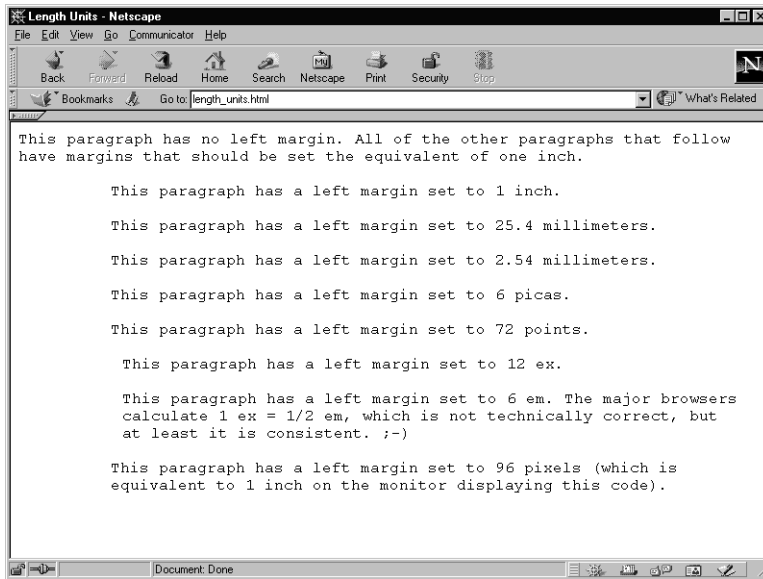 Length Units - Netscape
File Edit View Go Communicator Help
My
N
Back Forward Reload Home Search Netscape Print Security Stop
Bookmarks Go to: length_units.html What's Related
This paragraph has no left margin. All of the other paragraphs that follow
have margins that should be set the equivalent of one inch.
This paragraph has a left margin set to 1 inch.
This paragraph has a left margin set to 25.4 millimeters.
This paragraph has a left margin set to 2.54 millimeters.
This paragraph has a left margin set to 6 picas.
This paragraph has a left margin set to 72 points.
This paragraph has a left margin set to 12 ex.
This paragraph has a left margin set to 6 em. The major browsers
calculate 1 ex = 1/2 em, which is not technically correct, but
at least it is consistent. ;-)
This paragraph has a left margin set to 96 pixels (which is
equivalent to 1 inch on the monitor displaying this code).
Document: Done